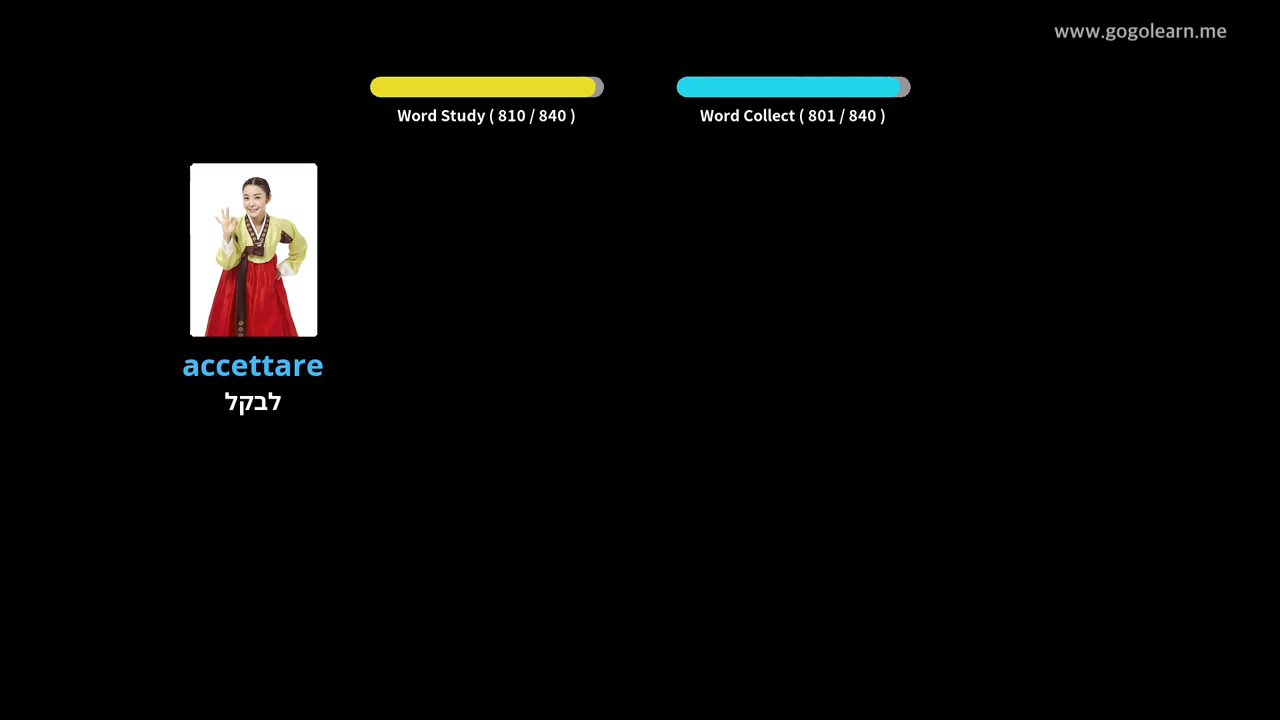 www.gogolearn.me
Word Study ( 810 / 840 )
Word Collect ( 801 / 840 )
accettare
לבקל